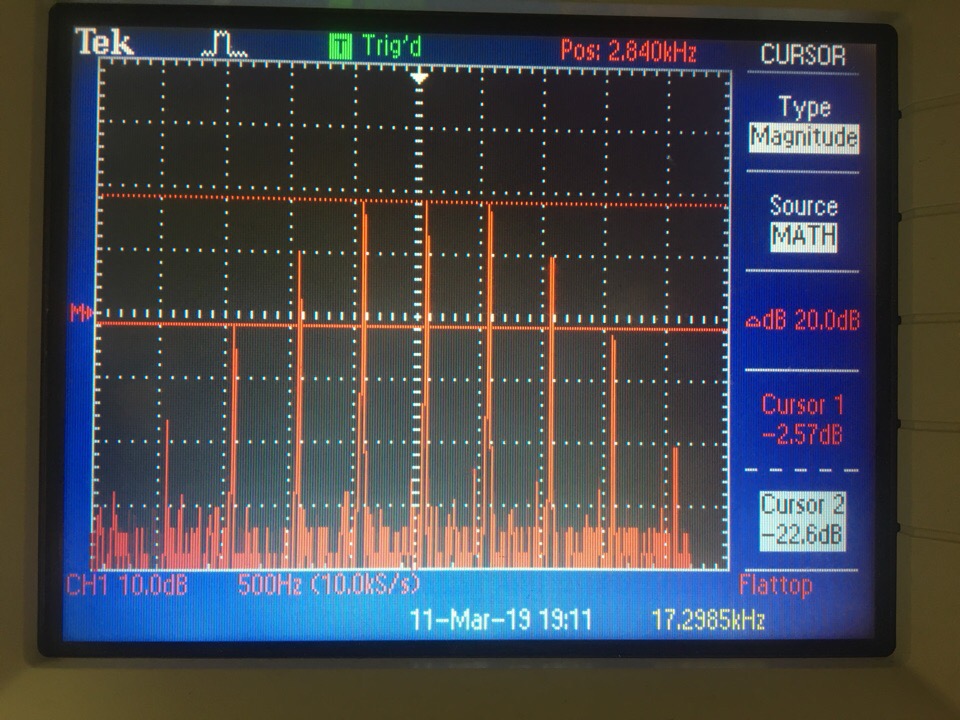 Tek
T Trig'd
Pos: 2.840kHz
CURSOR
Type
Magnitude
Source
MATH
M
△dB 20.0dB
Cursor 1
-2.57dB
Cursor 2
-22.6dB
CH1 10.0dB
500Hz (10.0kS/s)
Flattop
11-Mar-19 19:11
17.2985kHz